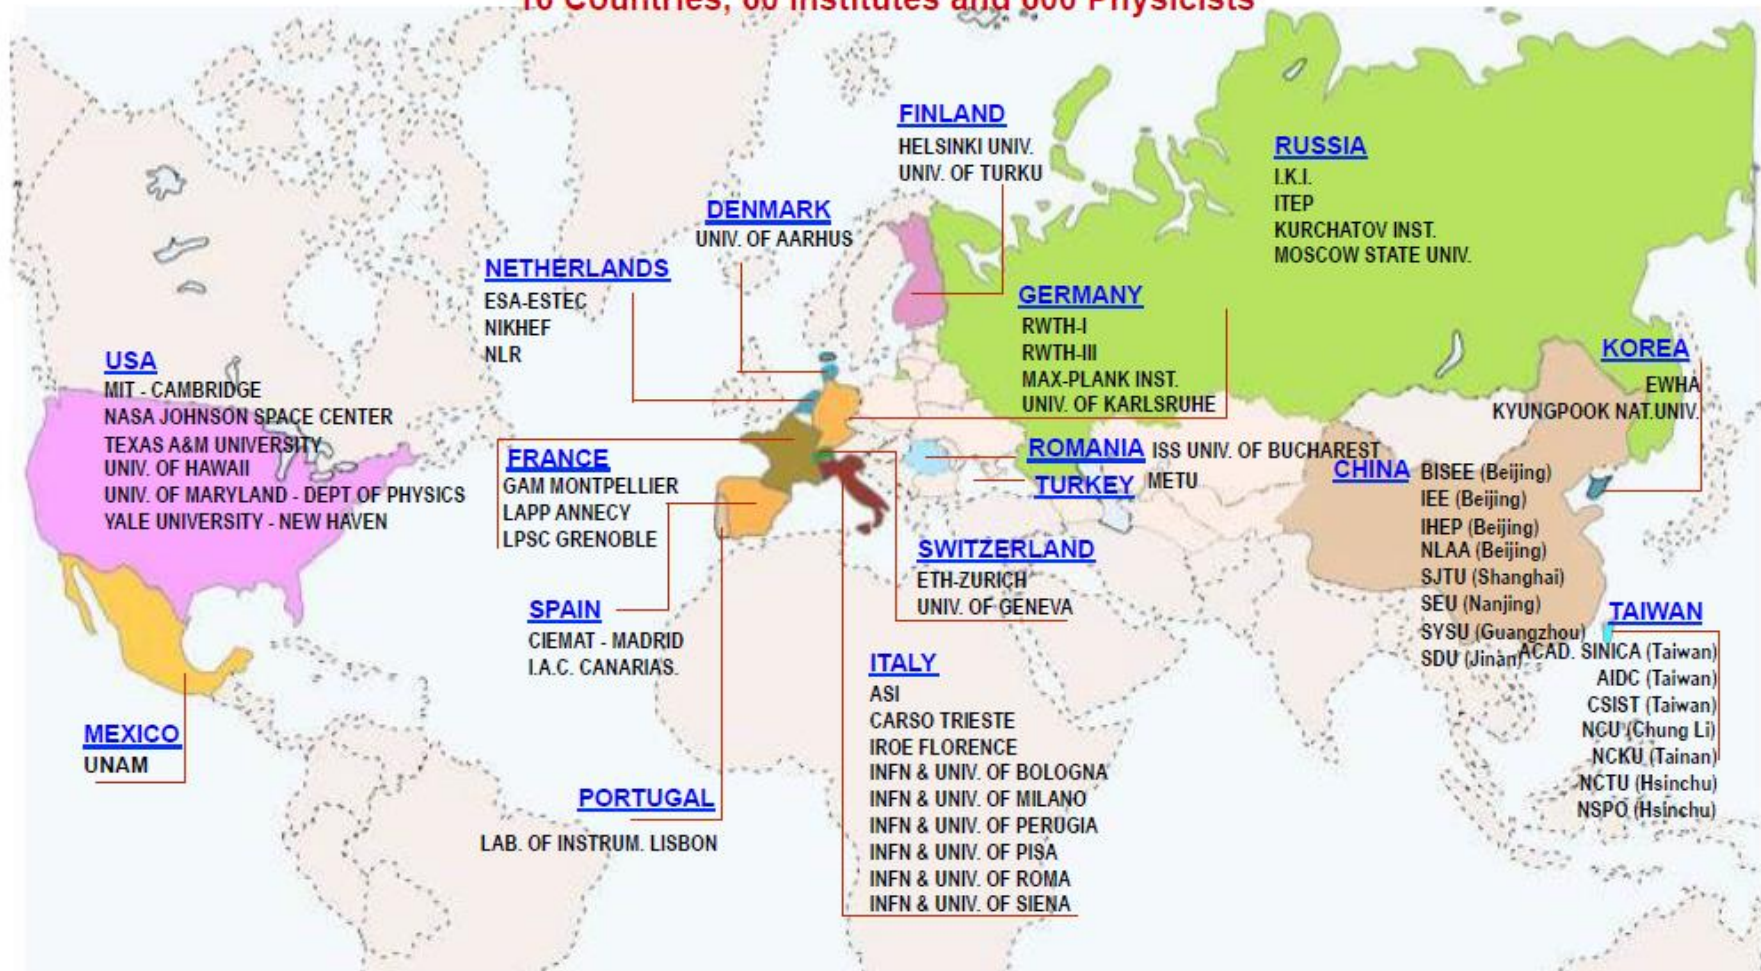 16 Countries, 60 Institutes and 600 Physicists
FINLAND
HELSINKI UNIV.
UNIV. OF TURKU
RUSSIA
I.K.I.
ITEP
KURCHATOV INST.
MOSCOW STATE UNIV.
DENMARK
UNIV. OF AARHUS
NETHERLANDS
ESA-ESTEC
NIKHEF
NLR
GERMANY
RWTH-I
RWTH-III
MAX-PLANK INST.
UNIV. OF KARLSRUHE
USA
MIT - CAMBRIDGE
NASA JOHNSON SPACE CENTER
TEXAS A&M UNIVERSITY
UNIV. OF HAWAII
UNIV. OF MARYLAND - DEPT OF PHYSICS
YALE UNIVERSITY - NEW HAVEN
KOREA
EWHA
KYUNGPOOK NAT.UNIV.
FRANCE
GAM MONTPELLIER
LAPP ANNECY
LPSC GRENOBLE
ROMANIA ISS UNIV. OF BUCHAREST
TURKEY METU
CHINA BISEE (Beijing)
IEE (Beijing)
IHEP (Beijing)
NLAA (Beijing)
SJTU (Shanghai)
SEU (Nanjing)
SYSU (Guangzhou)
SDU (Jinan)
SWITZERLAND
ETH-ZURICH
UNIV. OF GENEVA
SPAIN
CIEMAT - MADRID
I.A.C. CANARIAS.
TAIWAN
ACAD. SINICA (Taiwan)
AIDC (Taiwan)
CSIST (Taiwan)
NCU (Chung Li)
NCKU (Tainan)
NCTU (Hsinchu)
NSPO (Hsinchu)
ITALY
ASI
CARSO TRIESTE
IROE FLORENCE
INFN & UNIV. OF BOLOGNA
INFN & UNIV. OF MILANO
INFN & UNIV. OF PERUGIA
INFN & UNIV. OF PISA
INFN & UNIV. OF ROMA
INFN & UNIV. OF SIENA
MEXICO
UNAM
PORTUGAL
LAB. OF INSTRUM. LISBON